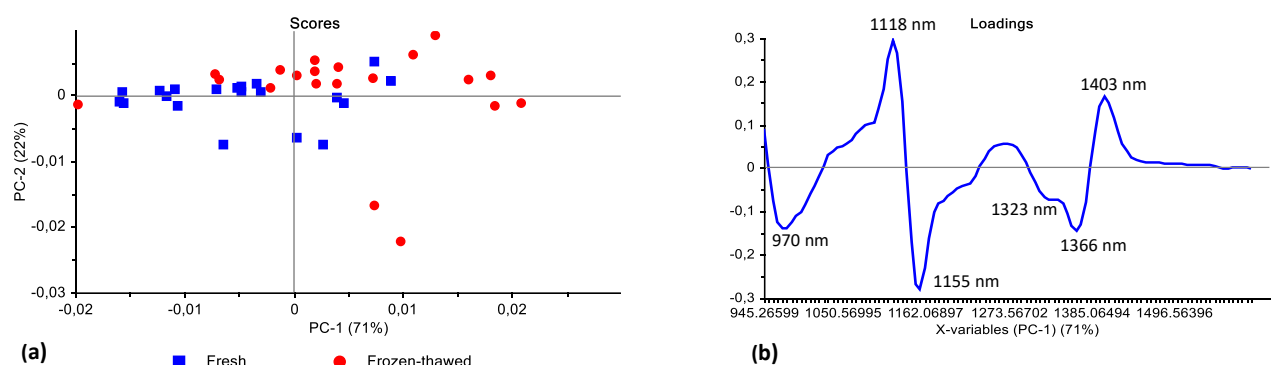 Scores
0
-0,01
-0,02
-0,03
PC-2 (22%)
-0,02
-0,01
0
0,01
0,02
PC-1 (71%)
(a)
Fresh
Frozen-thawed
Loadings
0,3
0,2
0,1
0
-0,1
-0,2
-0,3
1118 nm
1403 nm
970 nm
1323 nm
1366 nm
1155 nm
945.26599 1050.56995 1162.06897 1273.56702 1385.06494 1496.56396
X-variables (PC-1) (71%)
(b)